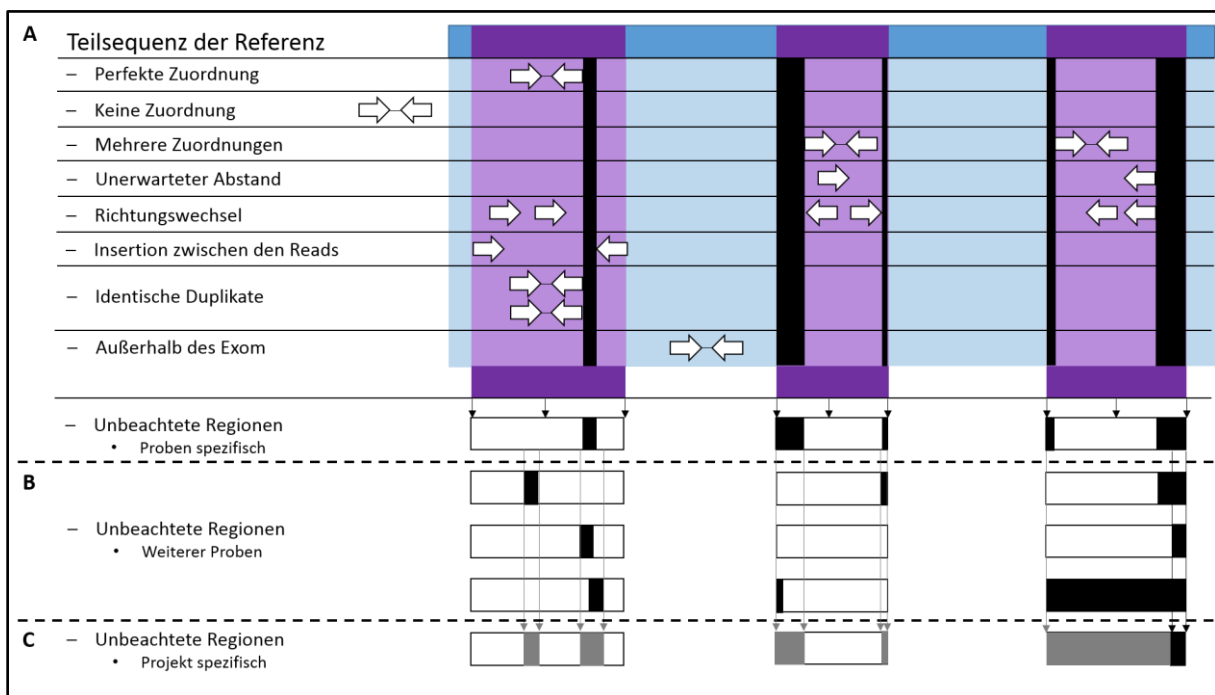 A
Teilsequenz der Referenz
– Perfekte Zuordnung
– Keine Zuordnung
– Mehrere Zuordnungen
– Unerwarteter Abstand
– Richtungswechsel
– Insertion zwischen den Reads
– Identische Duplikate
– Außerhalb des Exom
– Unbeachtete Regionen
• Proben spezifisch
B
– Unbeachtete Regionen
• Weiterer Proben
C
– Unbeachtete Regionen
• Projekt spezifisch